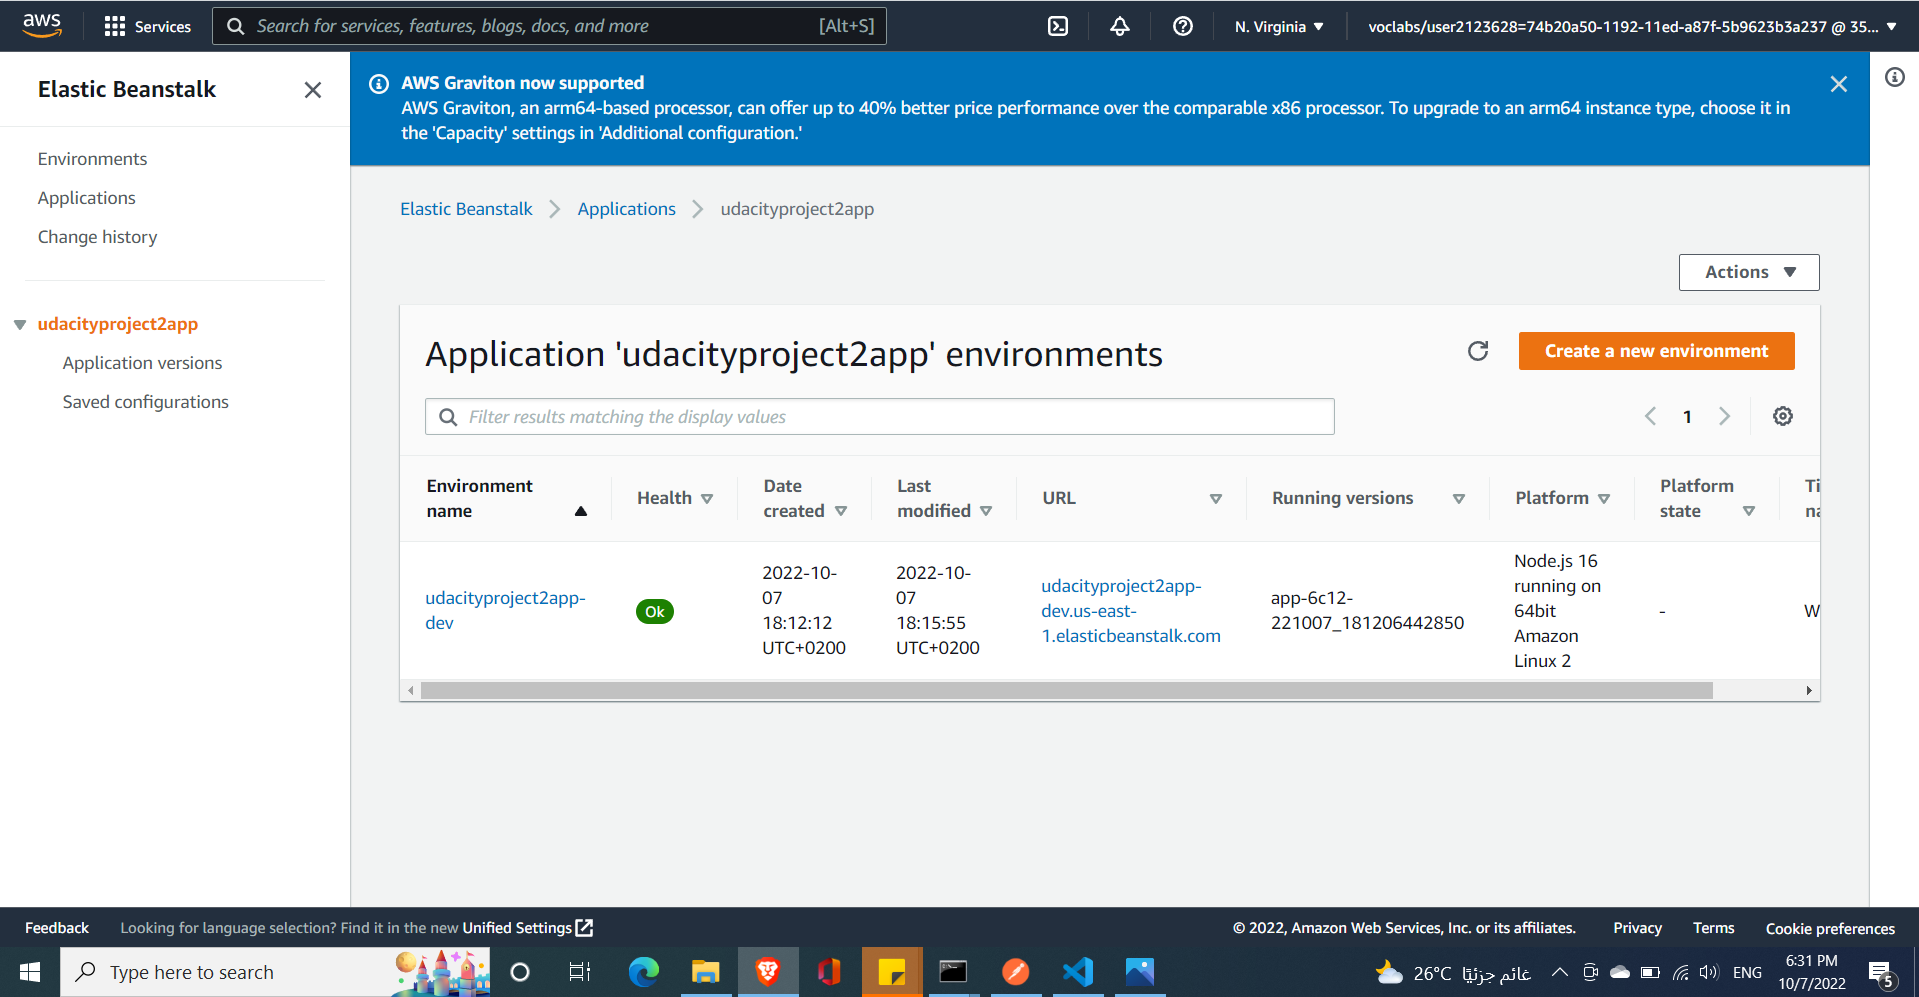 aws
Services
Search for services, features, blogs, docs, and more
[Alt+S]
N. Virginia
voclabs/user2123628=74b20a50-1192-11ed-a87f-5b9623b3a237 @ 35...
Elastic Beanstalk
Environments
Applications
Change history
udacityproject2app
Application versions
Saved configurations
AWS Graviton now supported
AWS Graviton, an arm64-based processor, can offer up to 40% better price performance over the comparable x86 processor. To upgrade to an arm64 instance type, choose it in
the 'Capacity' settings in 'Additional configuration.'
Elastic Beanstalk
Applications
udacityproject2app
Actions
Application 'udacityproject2app' environments
Create a new environment
Filter results matching the display values
1
Environment
name
Health
Date
created
Last
modified
URL
Running versions
Platform
Platform
state
udacityproject2app-
dev
Ok
2022-10-
07
18:12:12
UTC+0200
2022-10-
07
18:15:55
UTC+0200
udacityproject2app-
dev.us-east-
1.elasticbeanstalk.com
app-6c12-
221007_181206442850
Node.js 16
running on
64bit
Amazon
Linux 2
-
Feedback
Looking for language selection? Find it in the new Unified Settings
© 2022, Amazon Web Services, Inc. or its affiliates.
Privacy
Terms
Cookie preferences
Type here to search
26°C غائم جزئيًا
ENG
6:31 PM
10/7/2022
5